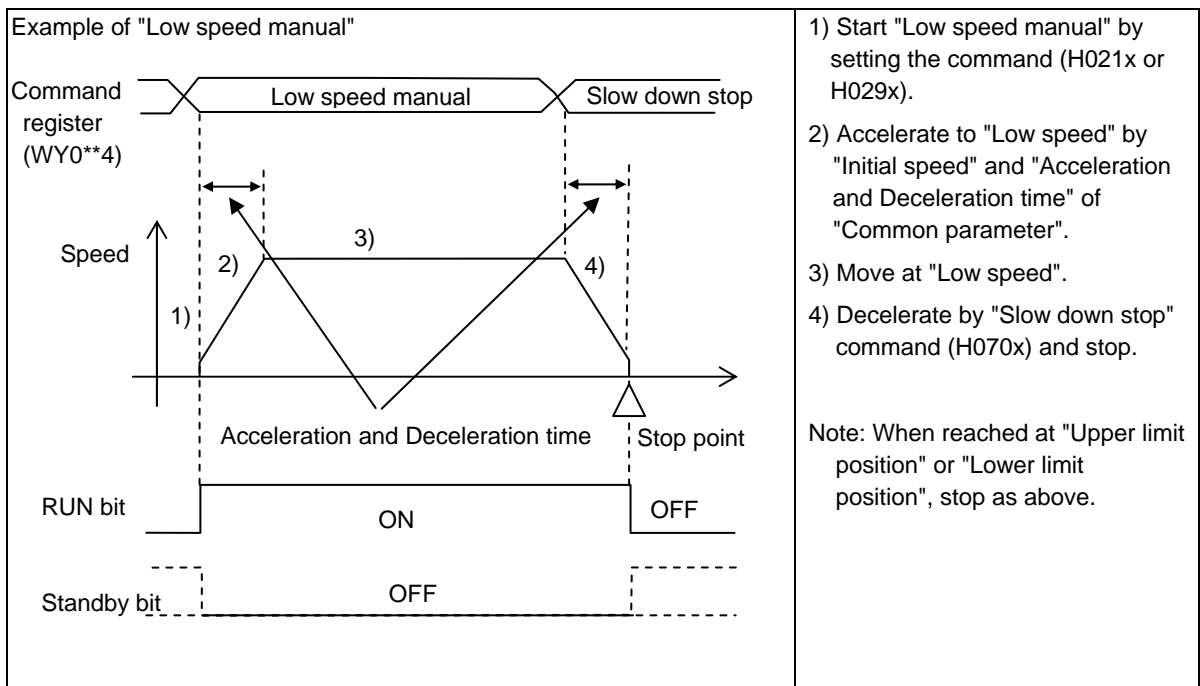 Example of "Low speed manual"
Command
register
(WY0**4)
Low speed manual
Slow down stop
Speed
1)
2)
3)
4)
Acceleration and Deceleration time
Stop point
RUN bit
ON
OFF
Standby bit
OFF
1) Start "Low speed manual" by
setting the command (H021x or
H029x).
2) Accelerate to "Low speed" by
"Initial speed" and "Acceleration
and Deceleration time" of
"Common parameter".
3) Move at "Low speed".
4) Decelerate by "Slow down stop"
command (H070x) and stop.
Note: When reached at "Upper limit
position" or "Lower limit
position", stop as above.